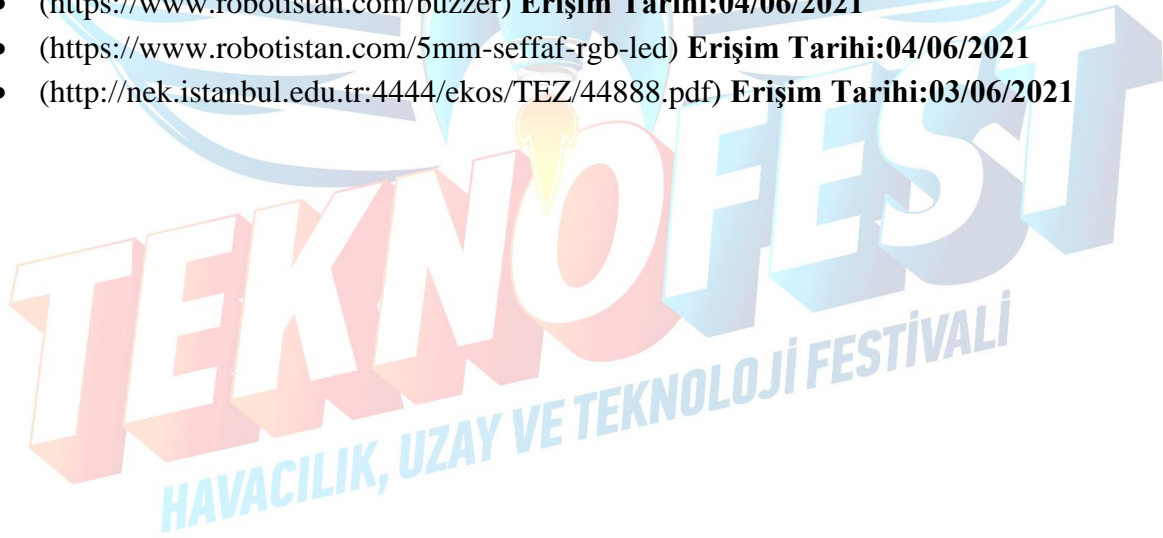 • (https://www.robotistan.com/buzzer) Erişim Tarihi:04/06/2021
• (https://www.robotistan.com/5mm-seffaf-rgb-led) Erişim Tarihi:04/06/2021
• (http://nek.istanbul.edu.tr:4444/ekos/TEZ/44888.pdf) Erişim Tarihi:03/06/2021
TEKNOFEST
HAVACILIK, UZAY VE TEKNOLOJİ FESTİVALİ